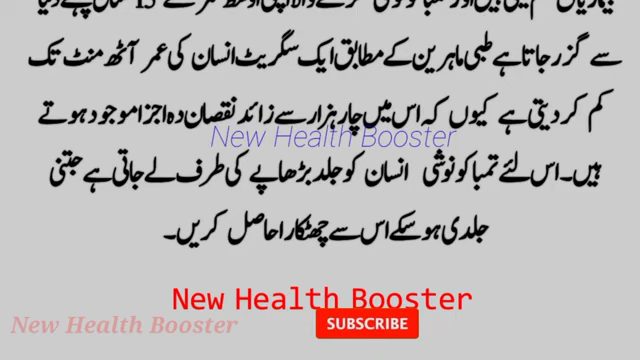 بیماریاں
سے گزر جاتا ہے طبی ماہرین کے مطابق ایک سگریٹ انسان کی عمر آٹھ منٹ تک
کم کر دیتی ہے کیوں کہ اس میں چار ہزار سے زائد نقصان دہ اجزا موجود ہوتے
New Health Booster
ہیں۔ اس لئے تمباکو نوشی انسان کو جلد بڑھاپے کی طرف لے جاتی ہے جتنی
جلدی ہو سکے اس سے چھٹکارا حاصل کریں۔
New Health Booster
New Health Booster
SUBSCRIBE